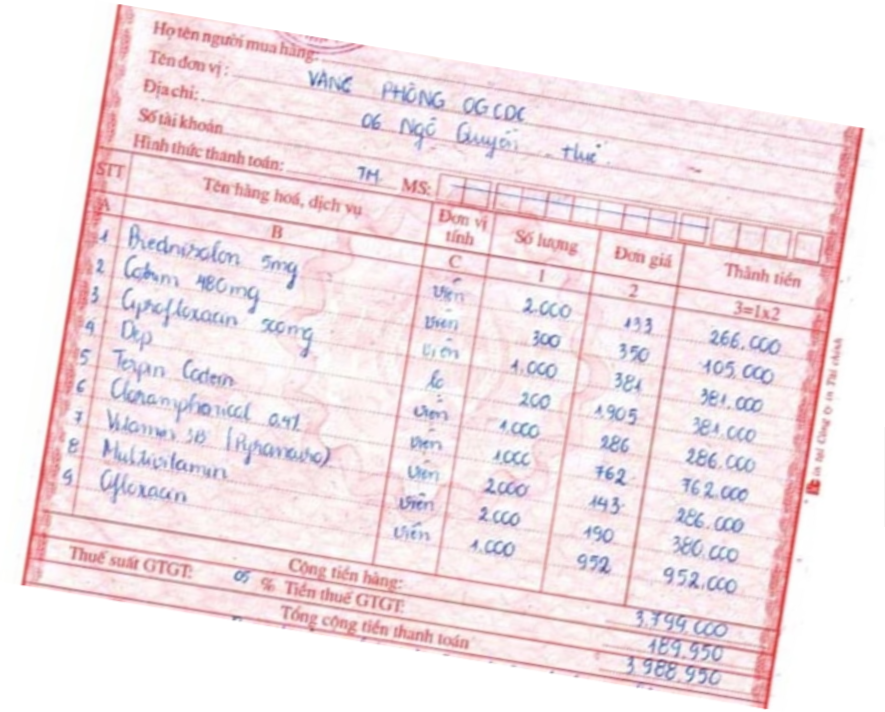 Họ tên người mua hàng:
Tên đơn vị: VĂNG PHÒNG OGCDC
Địa chỉ: 06 Ngô Quyền - Huế.
Số tài khoản
Hình thức thanh toán: TM MS:
STT Tên hàng hoá, dịch vụ Đơn vị tính Số lượng Đơn giá Thành tiền
A B C 1 2 3=1x2
1 Prednisolon 5mg viên 2.000 133 266.000
2 Cotrim 480mg viên 300 350 105.000
3 Ciprofloxacin 500mg viên 1.000 381 381.000
4 DEP lo 200 1.905 381.000
5 Terpin Codein viên 1.000 286 286.000
6 Cloramphenical 0,4% viên 1.000 762 762.000
7 Vitamin 3B viên 2.000 143 286.000
8 Multivitamin viên 2.000 190 380.000
9 Ofloxacin viên 1.000 952 952.000
Cộng tiền hàng: 3.799.000
Thuế suất GTGT: 05 % Tiền thuế GTGT: 189.950
Tổng cộng tiền thanh toán 3.988.950
in tại Công ty in Tài chính